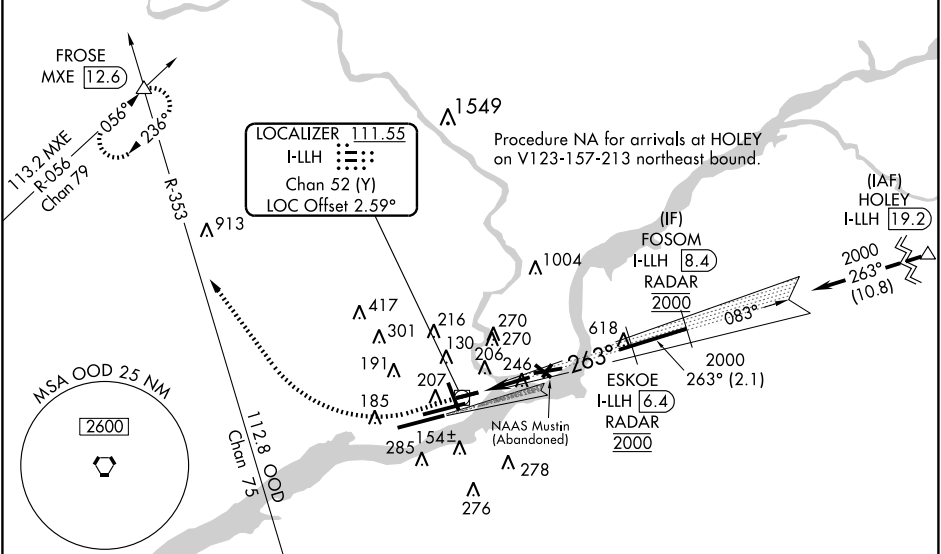 FROSE
MXE 12.6
056°
236°
113.2 MXE
R-056
Chan 79
R-353
LOCALIZER 111.55
I-LLH
Chan 52 (Y)
LOC Offset 2.59°
1549
Procedure NA for arrivals at HOLEY
on V123-157-213 northeast bound.
(IAF)
HOLEY
I-LLH 19.2
2000
263°
(10.8)
(IF)
FOSOM
I-LLH 8.4
RADAR
2000
913
1004
083°
417
301
191
216
130
270
270
206
246
618
263°
2000
263° (2.1)
ESKOE
I-LLH 6.4
RADAR
2000
207
185
NAAS Mustin
(Abandoned)
285
154±
278
276
MSA OOD 25 NM
2600
112.8 OOD
Chan 75